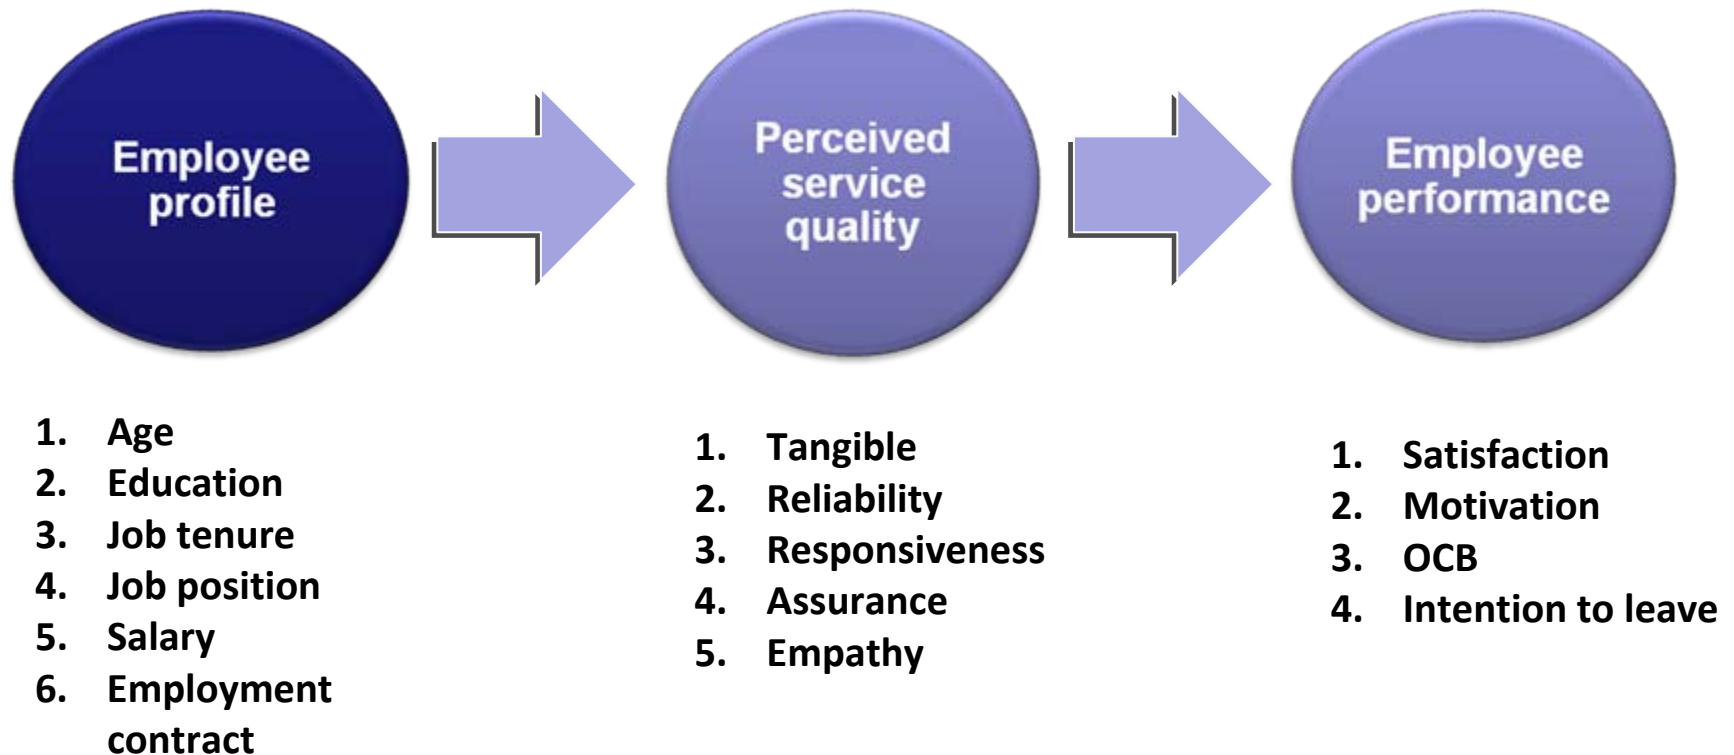 Employee
profile
Perceived
service
quality
Employee
performance
1. Age
2. Education
3. Job tenure
4. Job position
5. Salary
6. Employment
contract
1. Tangible
2. Reliability
3. Responsiveness
4. Assurance
5. Empathy
1. Satisfaction
2. Motivation
3. OCB
4. Intention to leave